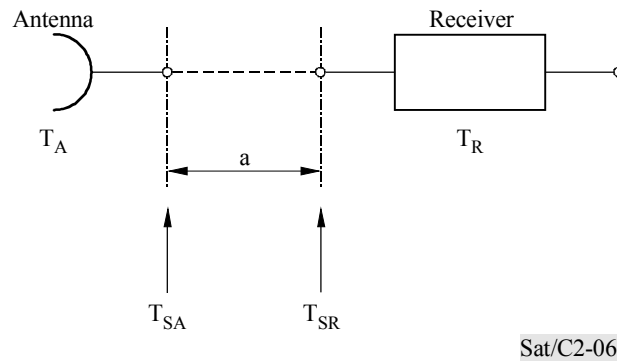 Antenna
Receiver
T_A
T_R
a
T_SA
T_SR
Sat/C2-06